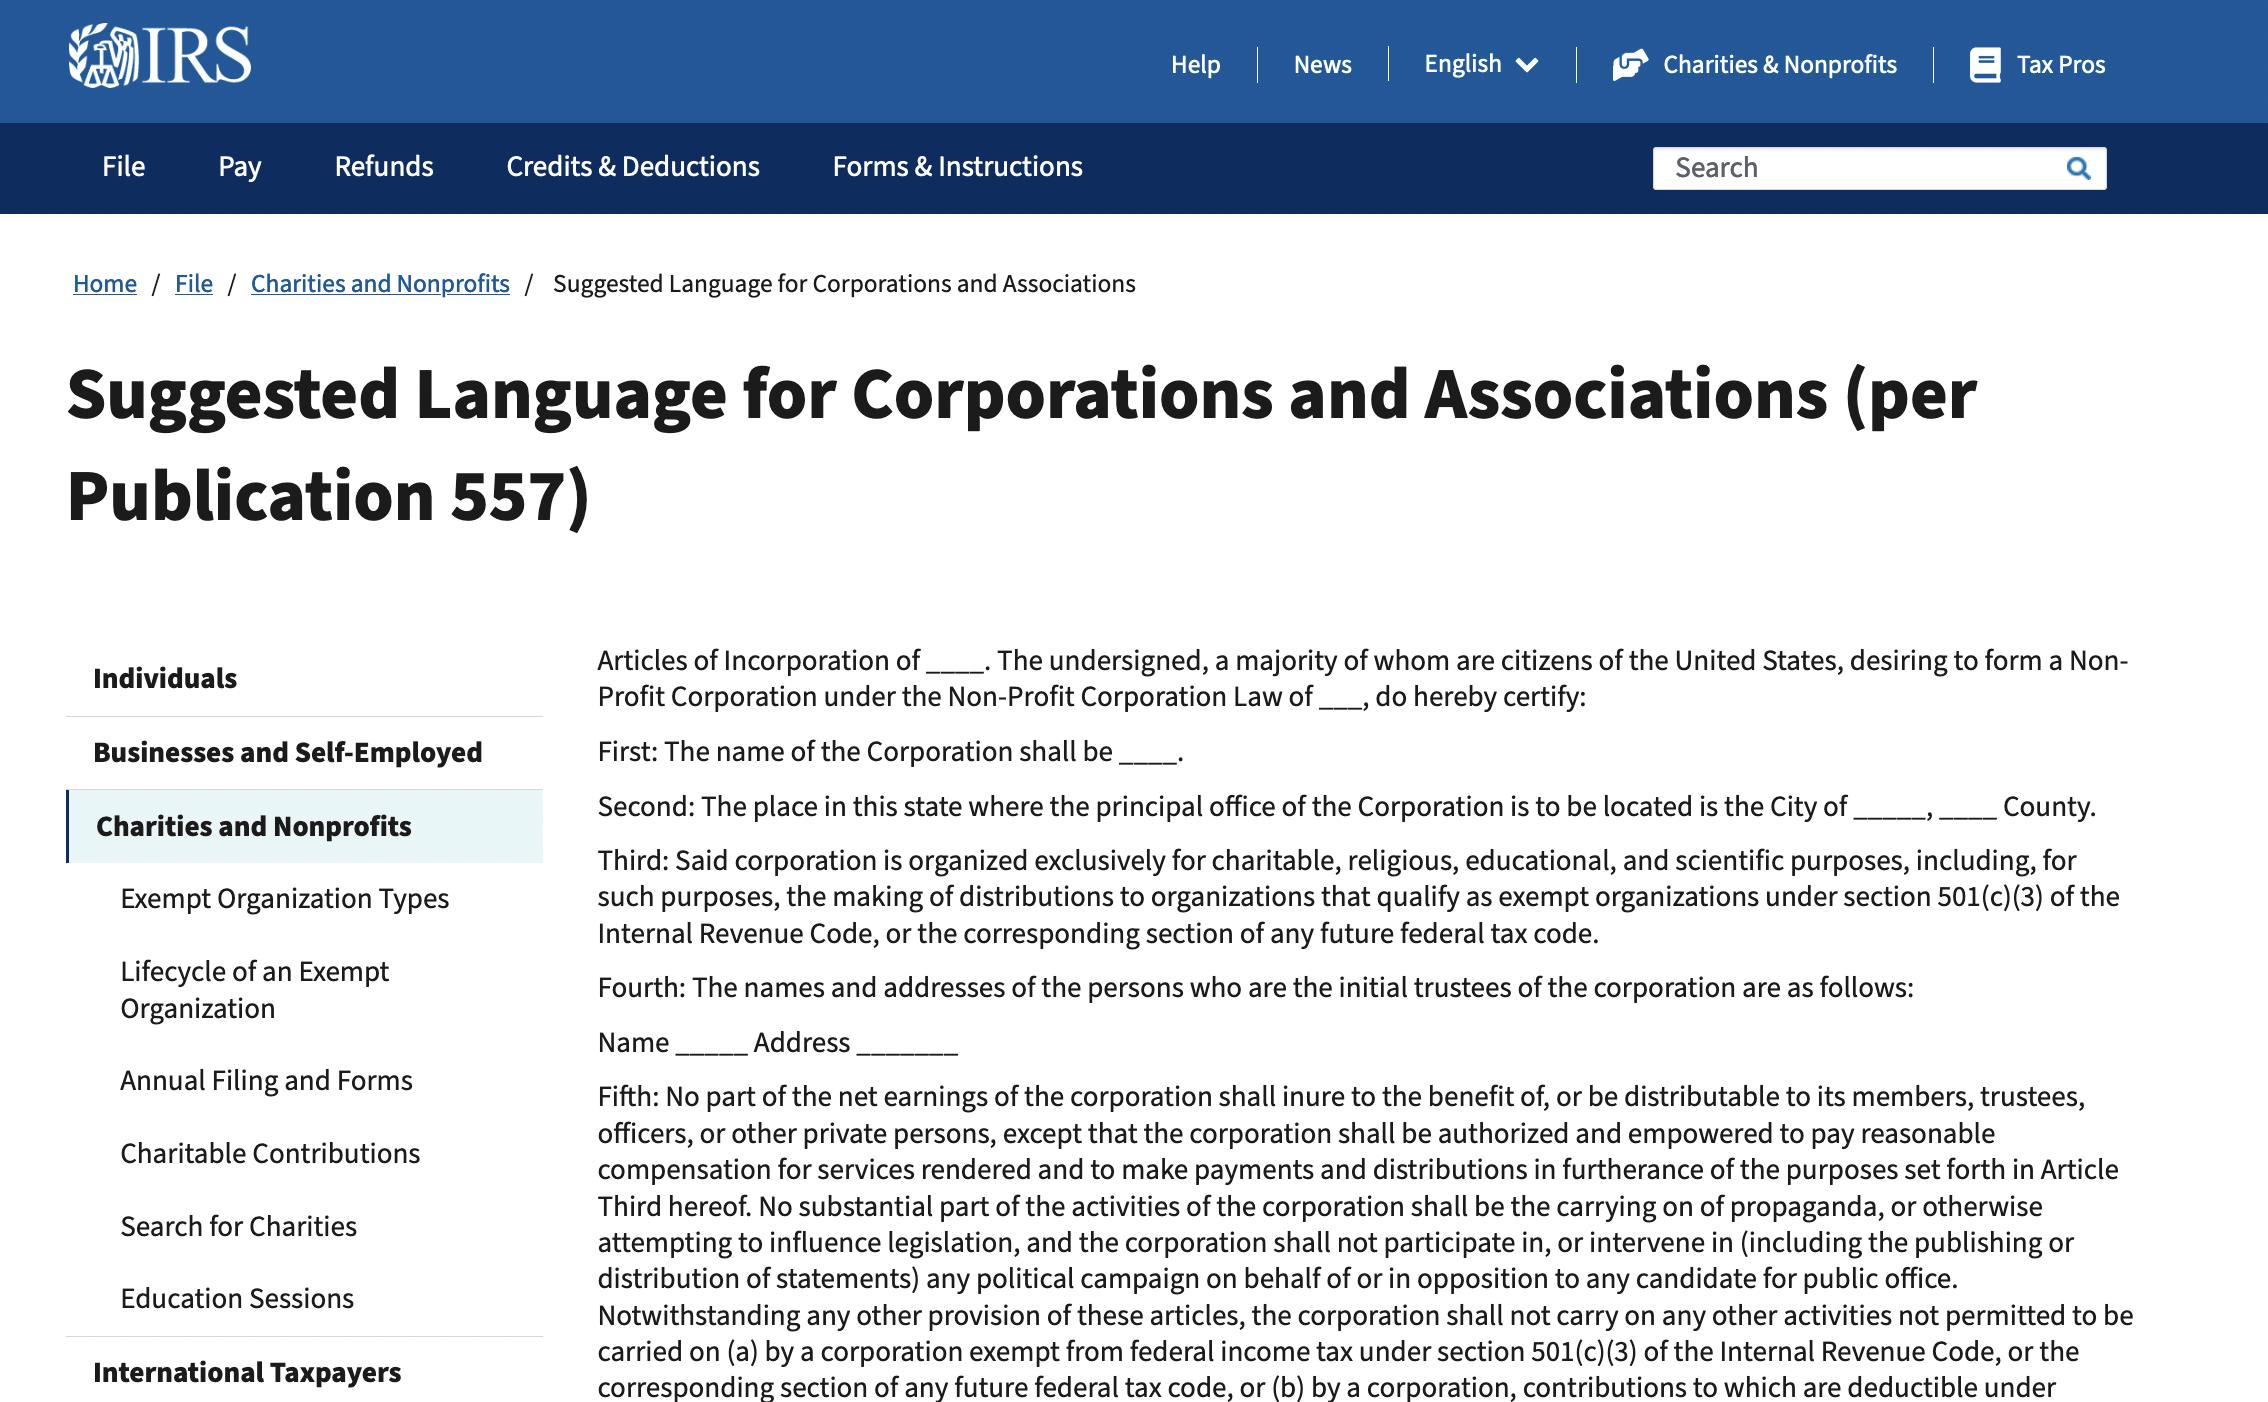 IRS
Help
News
English
Charities & Nonprofits
Tax Pros
File
Pay
Refunds
Credits & Deductions
Forms & Instructions
Search
Home / File / Charities and Nonprofits / Suggested Language for Corporations and Associations
Suggested Language for Corporations and Associations (per
Publication 557)
Individuals
Businesses and Self-Employed
Charities and Nonprofits
Exempt Organization Types
Lifecycle of an Exempt
Organization
Annual Filing and Forms
Charitable Contributions
Search for Charities
Education Sessions
International Taxpayers
Articles of Incorporation of ____. The undersigned, a majority of whom are citizens of the United States, desiring to form a Non-
Profit Corporation under the Non-Profit Corporation Law of ___, do hereby certify:
First: The name of the Corporation shall be ____.
Second: The place in this state where the principal office of the Corporation is to be located is the City of _____, ____ County.
Third: Said corporation is organized exclusively for charitable, religious, educational, and scientific purposes, including, for
such purposes, the making of distributions to organizations that qualify as exempt organizations under section 501(c)(3) of the
Internal Revenue Code, or the corresponding section of any future federal tax code.
Fourth: The names and addresses of the persons who are the initial trustees of the corporation are as follows:
Name _____ Address _______
Fifth: No part of the net earnings of the corporation shall inure to the benefit of, or be distributable to its members, trustees,
officers, or other private persons, except that the corporation shall be authorized and empowered to pay reasonable
compensation for services rendered and to make payments and distributions in furtherance of the purposes set forth in Article
Third hereof. No substantial part of the activities of the corporation shall be the carrying on of propaganda, or otherwise
attempting to influence legislation, and the corporation shall not participate in, or intervene in (including the publishing or
distribution of statements) any political campaign on behalf of or in opposition to any candidate for public office.
Notwithstanding any other provision of these articles, the corporation shall not carry on any other activities not permitted to be
carried on (a) by a corporation exempt from federal income tax under section 501(c)(3) of the Internal Revenue Code, or the
corresponding section of any future federal tax code, or (b) by a corporation, contributions to which are deductible under